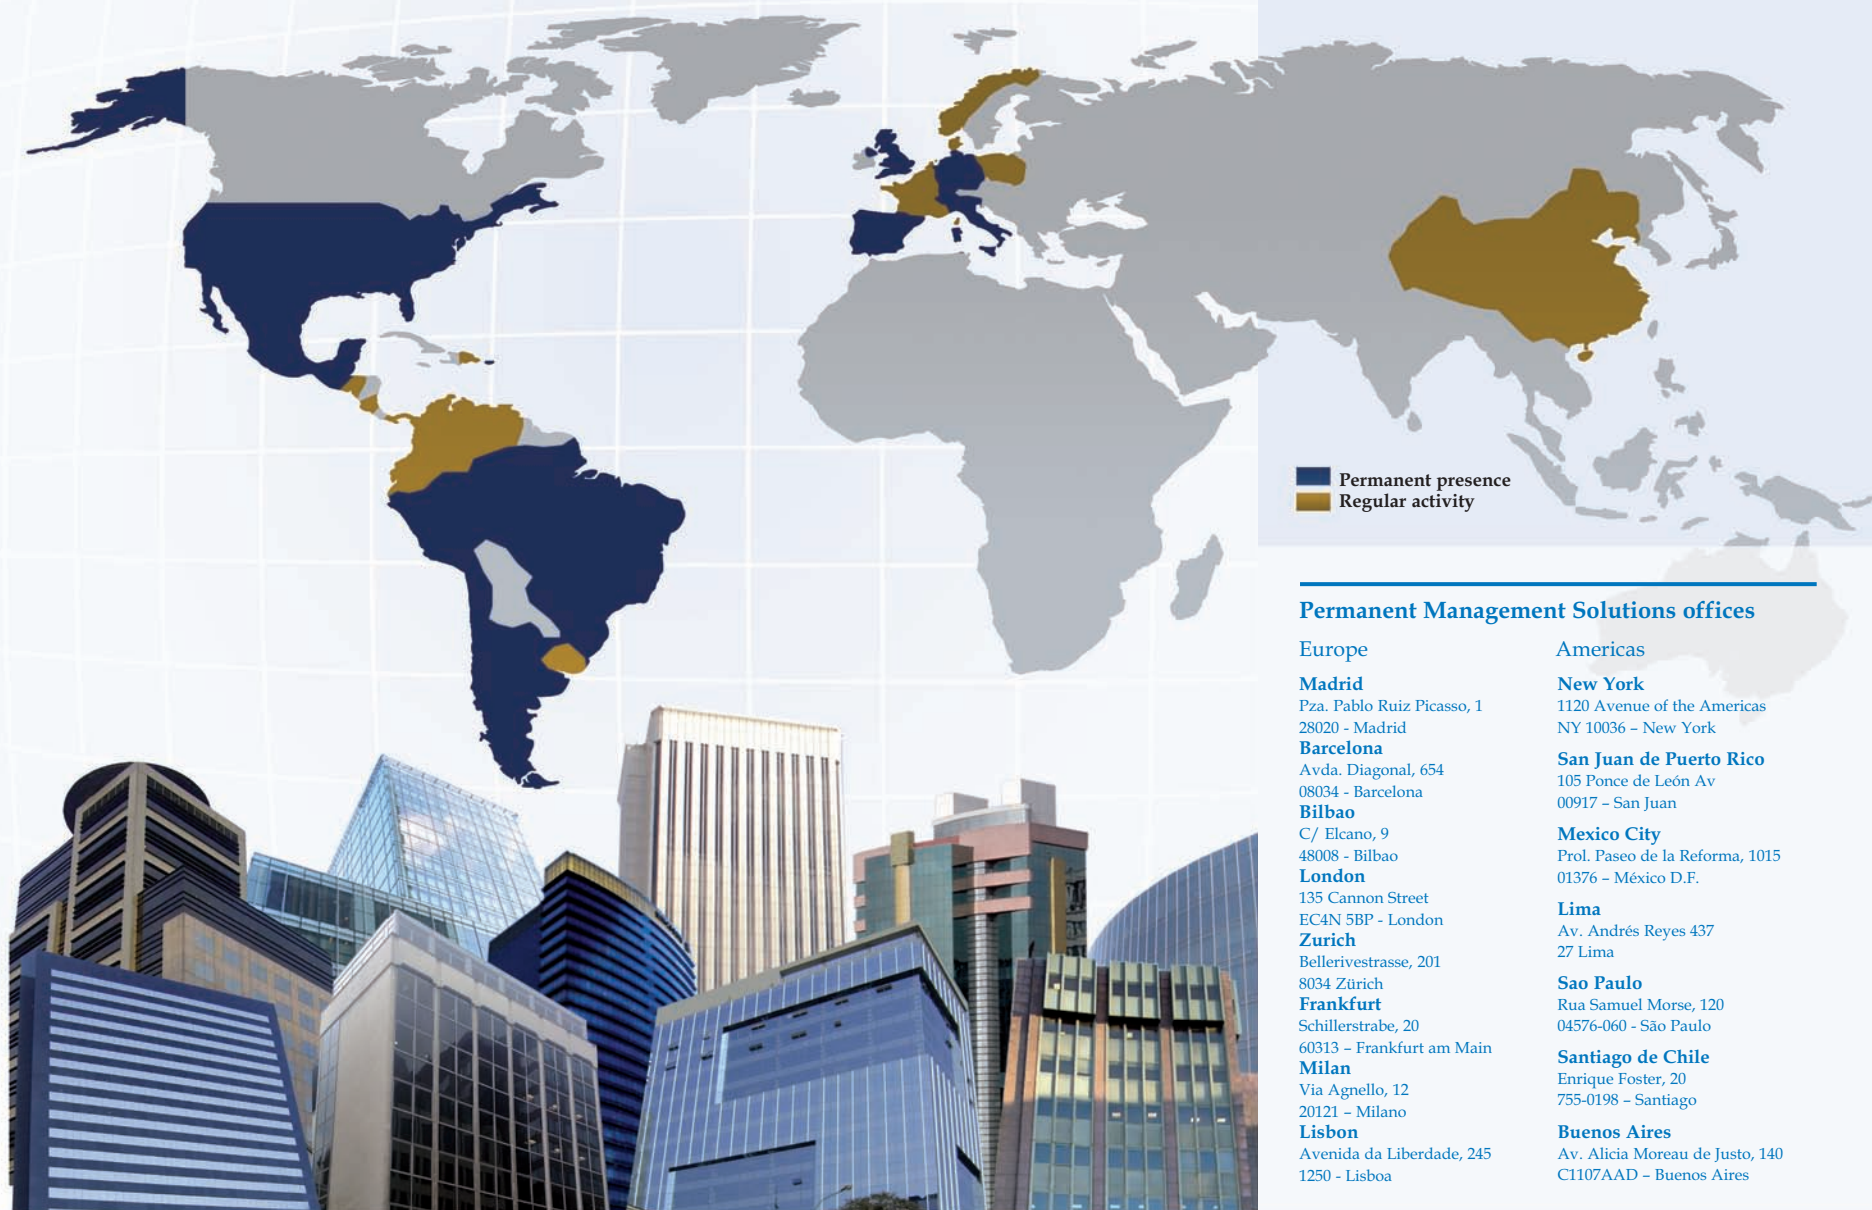 Permanent presence
Regular activity
Permanent Management Solutions offices
Europe
Madrid
Pza. Pablo Ruiz Picasso, 1
28020 - Madrid
Barcelona
Avda. Diagonal, 654
08034 - Barcelona
Bilbao
C/ Elcano, 9
48008 - Bilbao
London
135 Cannon Street
EC4N 5BP - London
Zurich
Bellerivestrasse, 201
8034 Zürich
Frankfurt
Schillerstrabe, 20
60313 – Frankfurt am Main
Milan
Via Agnello, 12
20121 – Milano
Lisbon
Avenida da Liberdade, 245
1250 - Lisboa
Americas
New York
1120 Avenue of the Americas
NY 10036 – New York
San Juan de Puerto Rico
105 Ponce de León Av
00917 – San Juan
Mexico City
Prol. Paseo de la Reforma, 1015
01376 – México D.F.
Lima
Av. Andrés Reyes 437
27 Lima
Sao Paulo
Rua Samuel Morse, 120
04576-060 - São Paulo
Santiago de Chile
Enrique Foster, 20
755-0198 – Santiago
Buenos Aires
Av. Alicia Moreau de Justo, 140
C1107AAD – Buenos Aires